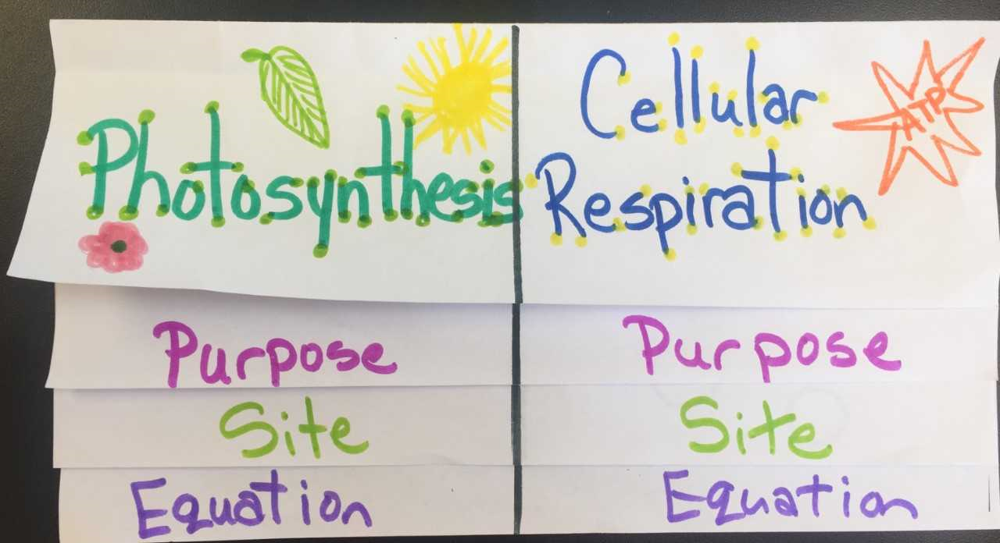 Photosynthesis
Cellular
Respiration
ATP
Purpose
Site
Equation
Purpose
Site
Equation